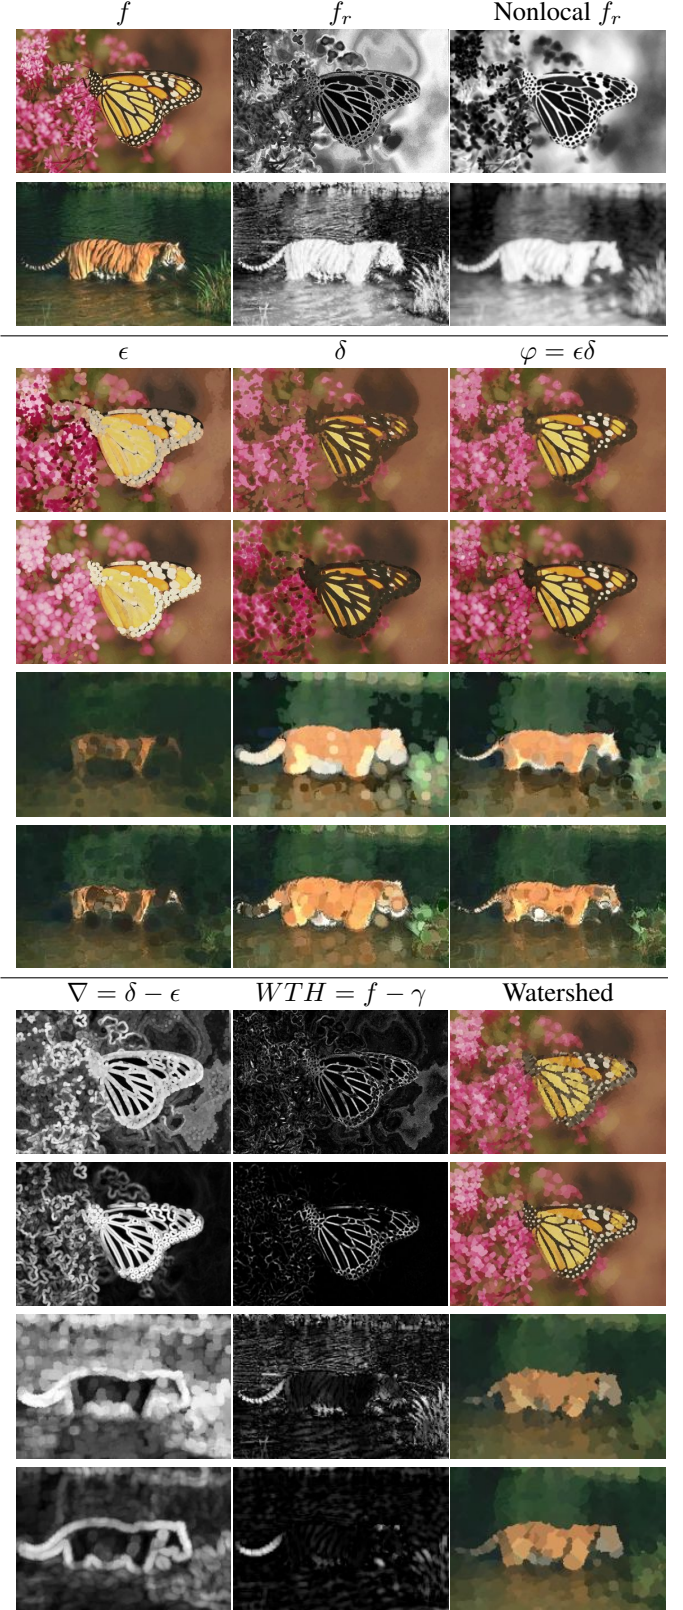 f f_r Nonlocal f_r
ϵ δ φ = ϵδ
∇ = δ − ϵ WTH = f − γ Watershed